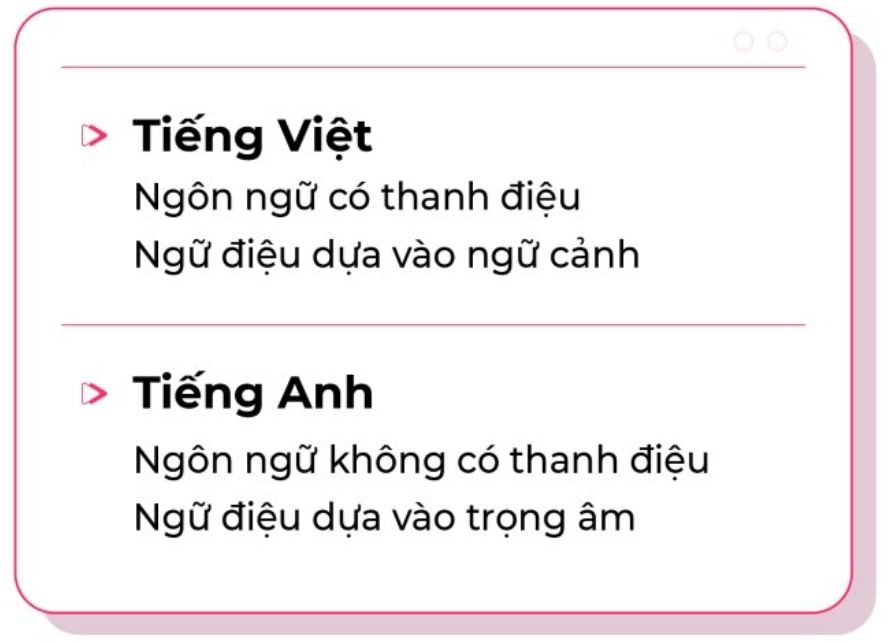 Tiếng Việt
Ngôn ngữ có thanh điệu
Ngữ điệu dựa vào ngữ cảnh
Tiếng Anh
Ngôn ngữ không có thanh điệu
Ngữ điệu dựa vào trọng âm